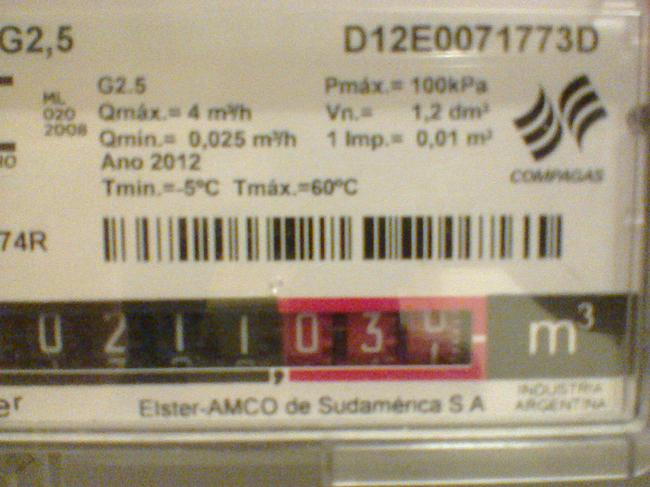 G2,5 D12E0071773D
ML
020
2008
G2.5
Qmáx.= 4 m³/h
Qmín.= 0,025 m³/h
Ano 2012
Tmin.=-5ºC Tmáx.=60ºC
Pmáx.= 100kPa
Vn.= 1,2 dm³
1 Imp.= 0,01 m³
COMPAGAS
74R
0 2 1 1 0 3
,
m³
Elster-AMCO de Sudamérica S A
INDUSTRIA
ARGENTINA